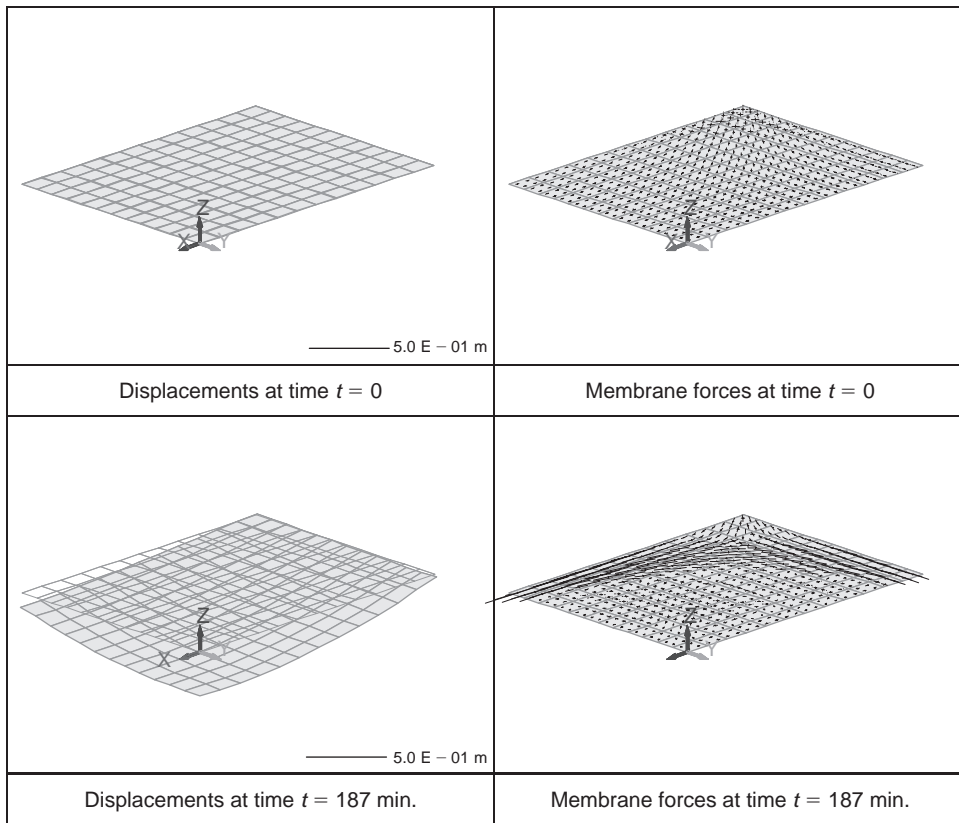 Z
X
Y
5.0 E – 01 m
Z
X
Y
Displacements at time t = 0
Membrane forces at time t = 0
Z
X
Y
5.0 E – 01 m
Z
Y
Displacements at time t = 187 min.
Membrane forces at time t = 187 min.